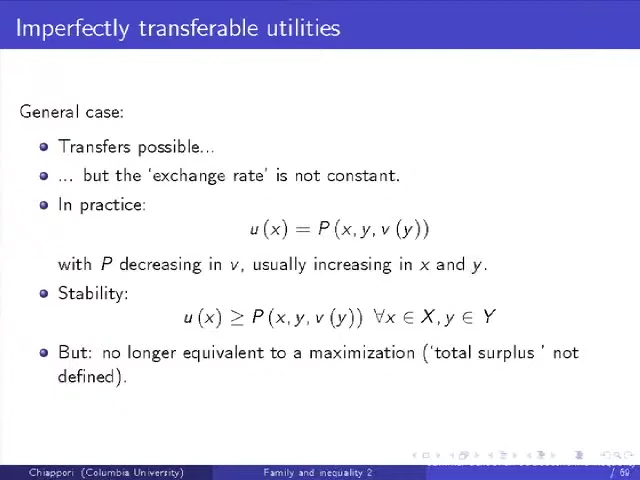 Imperfectly transferable utilities
General case:
Transfers possible...
... but the ‘exchange rate’ is not constant.
In practice:
u (x) = P (x, y, v (y))
with P decreasing in v, usually increasing in x and y.
Stability:
u (x) ≥ P (x, y, v (y)) ∀x ∈ X, y ∈ Y
But: no longer equivalent to a maximization (‘total surplus ’ not
defined).
Chiappori (Columbia University) Family and inequality 2 / 69